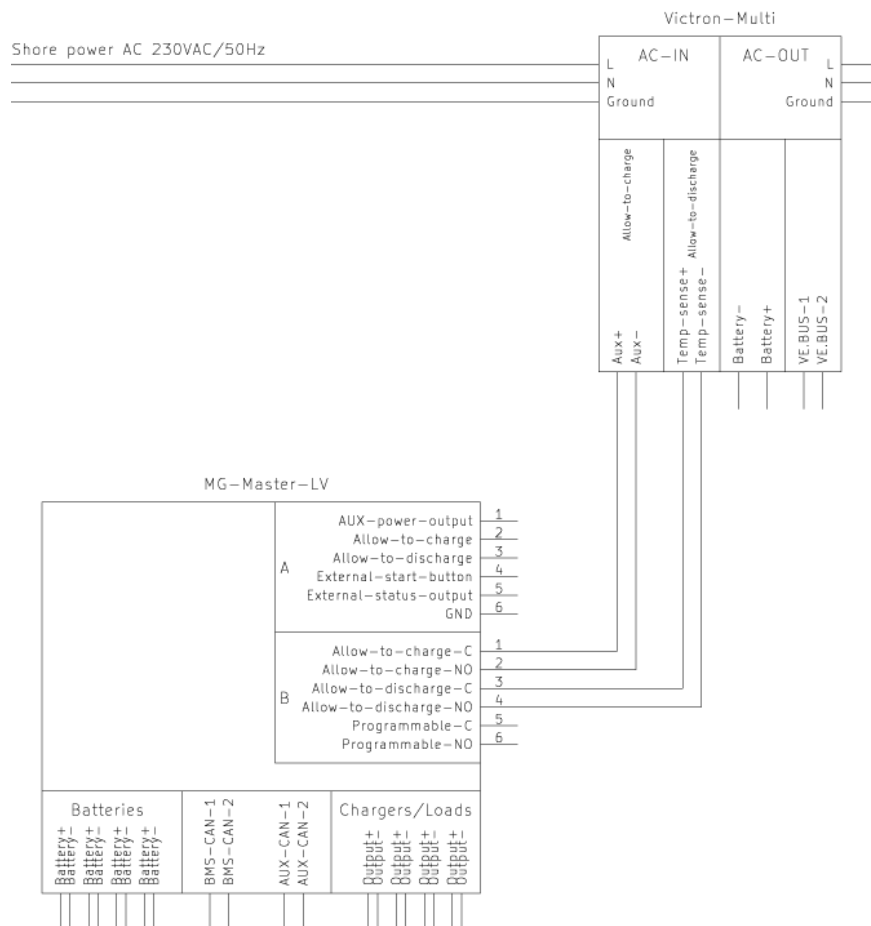 Victron-Multi
Shore power AC 230VAC/50Hz
AC-IN
AC-OUT
L
N
Ground
L
N
Ground
Allow-to-charge
Allow-to-discharge
Aux+
Aux-
Temp-sense+
Temp-sense-
Battery-
Battery+
VE.BUS-1
VE.BUS-2
MG-Master-LV
A
AUX-power-output 1
Allow-to-charge 2
Allow-to-discharge 3
External-start-button 4
External-status-output 5
GND 6
B
Allow-to-charge-C 1
Allow-to-charge-NO 2
Allow-to-discharge-C 3
Allow-to-discharge-NO 4
Programmable-C 5
Programmable-NO 6
Batteries
Battery+
Battery-
Battery+
Battery-
Battery+
Battery-
Battery+
Battery-
BMS-CAN-1
BMS-CAN-2
AUX-CAN-1
AUX-CAN-2
Chargers/Loads
Output+
Output-
Output+
Output-
Output+
Output-
Output+
Output-